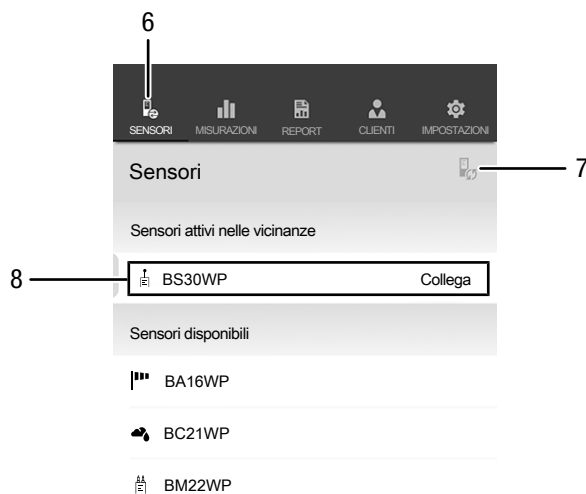 6
SENSORI MISURAZIONI REPORT CLIENTI IMPOSTAZIONI
Sensori 7
Sensori attivi nelle vicinanze
8 BS30WP Collega
Sensori disponibili
BA16WP
BC21WP
BM22WP